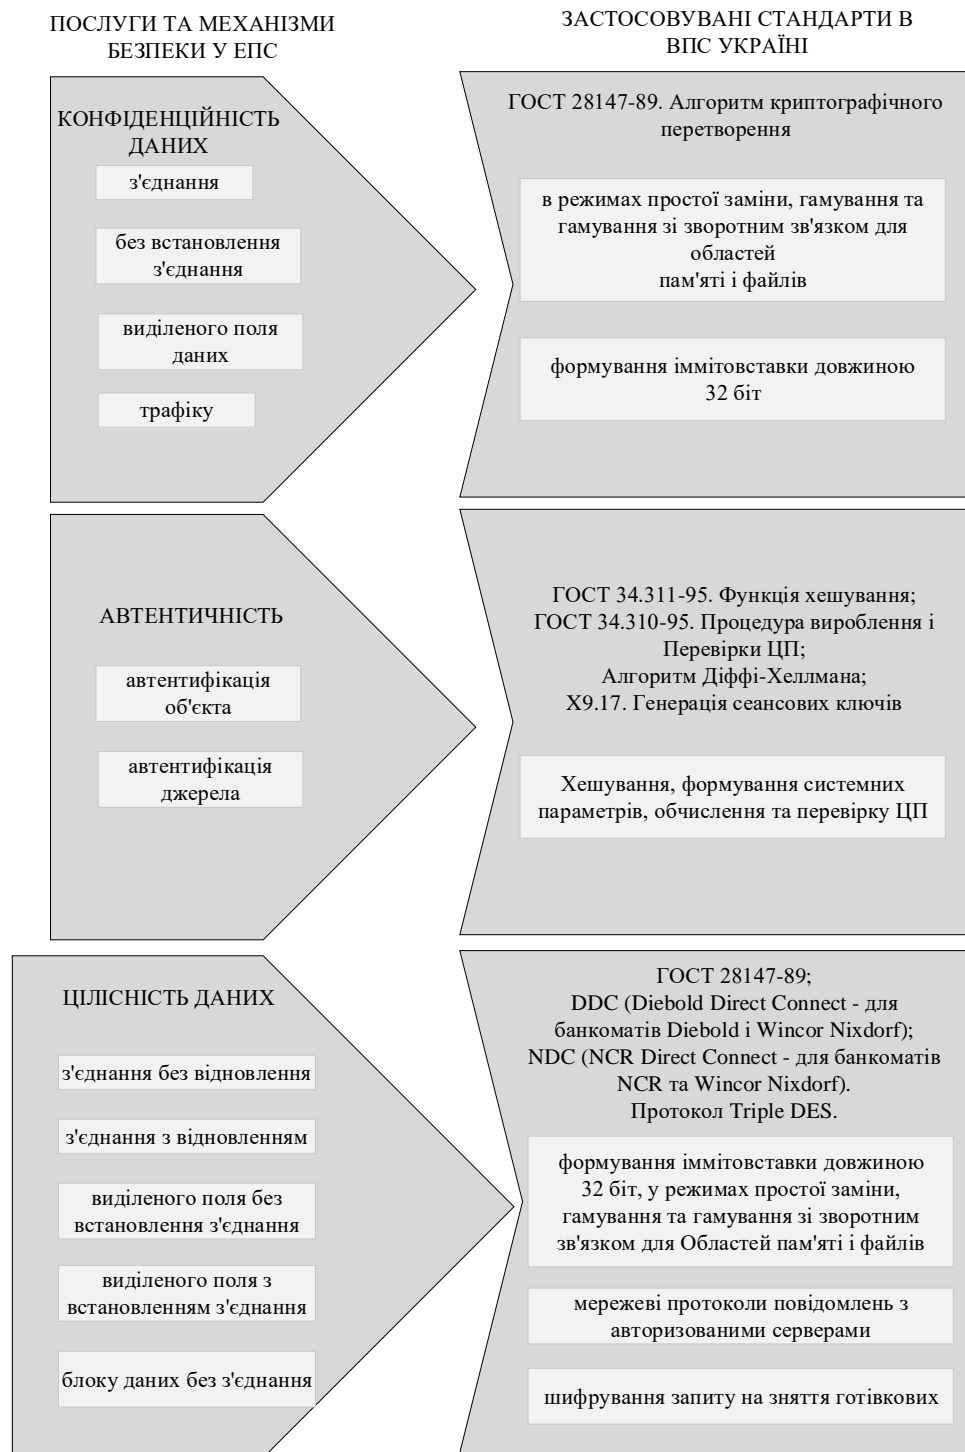 ПОСЛУГИ ТА МЕХАНІЗМИ
БЕЗПЕКИ У ЕПС
ЗАСТОСОВУВАНІ СТАНДАРТИ В
ВПС УКРАЇНІ
КОНФІДЕНЦІЙНІСТЬ
ДАНИХ
з'єднання
без встановлення
з'єднання
виділеного поля
даних
трафіку
ГОСТ 28147-89. Алгоритм криптографічного
перетворення
в режимах простої заміни, гамування та
гамування зі зворотним зв'язком для
областей
пам'яті і файлів
формування іммітовставки довжиною
32 біт
АВТЕНТИЧНІСТЬ
автентифікація
об'єкта
автентифікація
джерела
ГОСТ 34.311-95. Функція хешування;
ГОСТ 34.310-95. Процедура вироблення і
Перевірки ЦП;
Алгоритм Діффі-Хеллмана;
X9.17. Генерація сеансових ключів
Хешування, формування системних
параметрів, обчислення та перевірку ЦП
ЦІЛІСНІСТЬ ДАНИХ
з'єднання без відновлення
з'єднання з відновленням
виділеного поля без
встановлення з'єднання
виділеного поля з
встановленням з'єднання
блоку даних без з'єднання
ГОСТ 28147-89;
DDC (Diebold Direct Connect - для
банкоматів Diebold і Wincor Nixdorf);
NDC (NCR Direct Connect - для банкоматів
NCR та Wincor Nixdorf).
Протокол Triple DES.
формування іммітовставки довжиною
32 біт, у режимах простої заміни,
гамування та гамування зі зворотним
зв'язком для Областей пам'яті і файлів
мережеві протоколи повідомлень з
авторизованими серверами
шифрування запиту на зняття готівкових